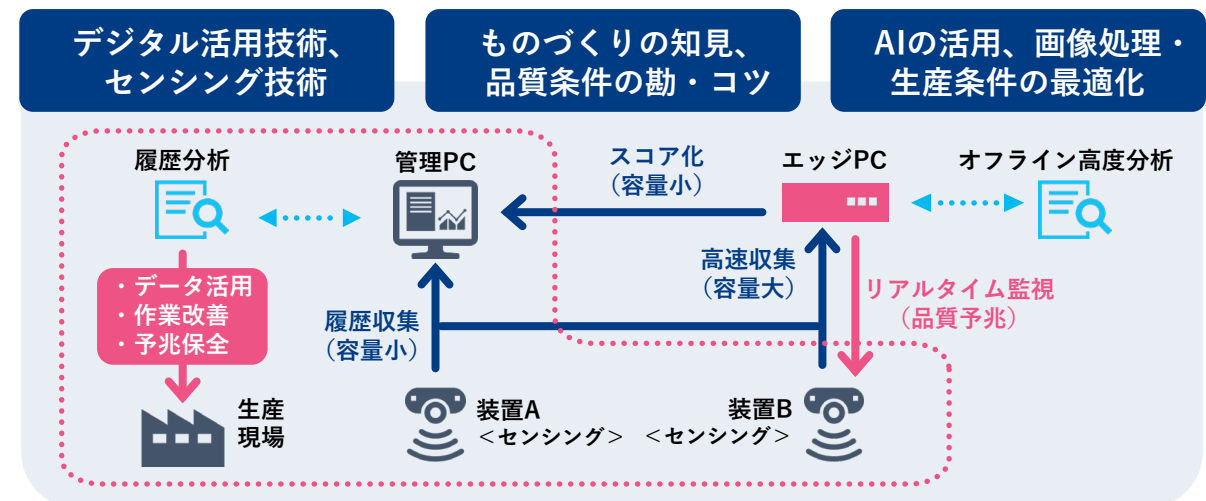 デジタル活用技術、
センシング技術
ものづくりの知見、
品質条件の勘・コツ
AIの活用、画像処理・
生産条件の最適化
履歴分析
管理PC
スコア化
（容量小）
エッジPC
オフライン高度分析
・データ活用
・作業改善
・予兆保全
履歴収集
（容量小）
高速収集
（容量大）
リアルタイム監視
（品質予兆）
生産
現場
装置A
＜センシング＞
装置B
＜センシング＞